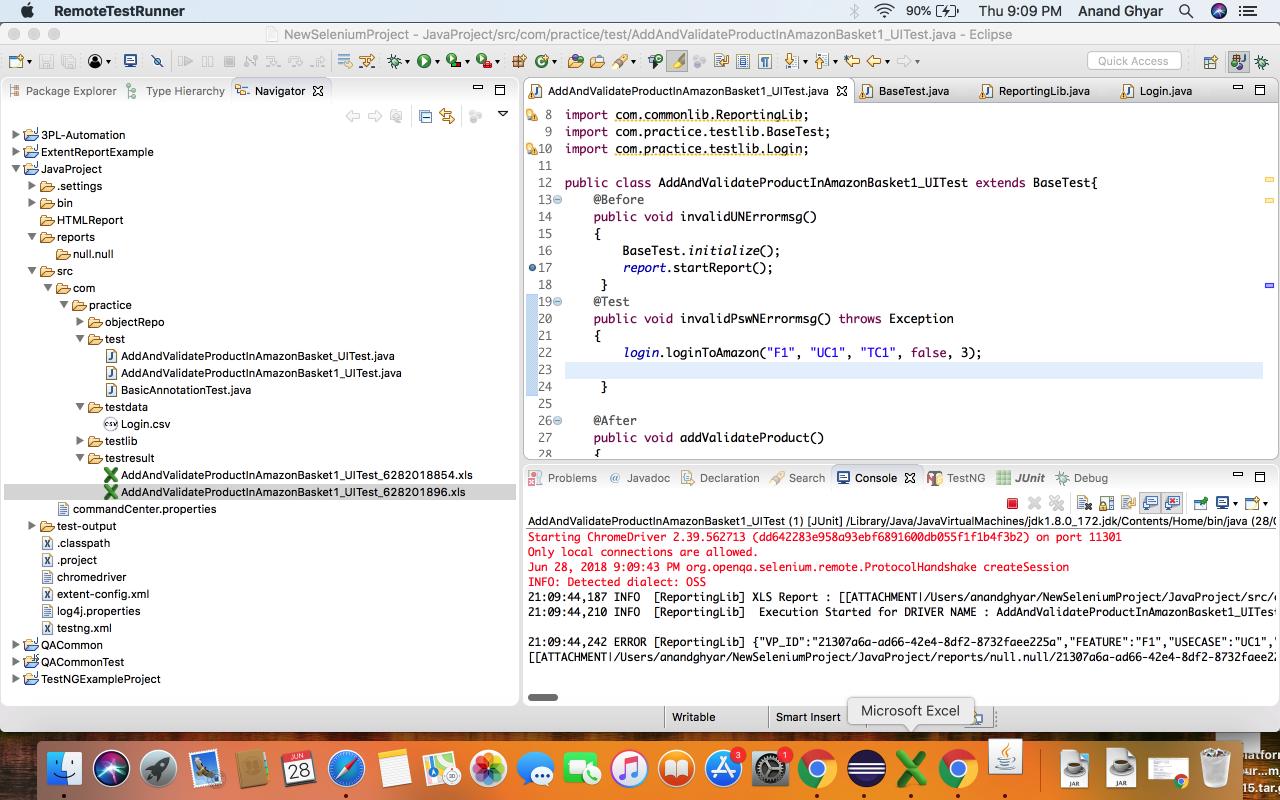 RemoteTestRunner
90%
Thu 9:09 PM
Anand Ghyar
NewSeleniumProject - JavaProject/src/com/practice/test/AddAndValidateProductInAmazonBasket1_UITest.java - Eclipse
Quick Access
Package Explorer
Type Hierarchy
Navigator
3PL-Automation
ExtentReportExample
JavaProject
.settings
bin
HTMLReport
reports
null.null
src
com
practice
objectRepo
test
AddAndValidateProductInAmazonBasket_UITest.java
AddAndValidateProductInAmazonBasket1_UITest.java
BasicAnnotationTest.java
testdata
Login.csv
testlib
testresult
AddAndValidateProductInAmazonBasket1_UITest_6282018854.xls
AddAndValidateProductInAmazonBasket1_UITest_628201896.xls
commandCenter.properties
test-output
.classpath
.project
chromedriver
extent-config.xml
log4j.properties
testng.xml
QACommon
QACommonTest
TestNGExampleProject
AddAndValidateProductInAmazonBasket1_UITest.java
BaseTest.java
ReportingLib.java
Login.java
8 import com.commonlib.ReportingLib;
9 import com.practice.testlib.BaseTest;
10 import com.practice.testlib.Login;
11
12 public class AddAndValidateProductInAmazonBasket1_UITest extends BaseTest{
13 @Before
14 public void invalidUNErrormsg()
15 {
16 BaseTest.initialize();
17 report.startReport();
18 }
19 @Test
20 public void invalidPswNErrormsg() throws Exception
21 {
22 login.loginToAmazon("F1", "UC1", "TC1", false, 3);
23
24 }
25
26 @After
27 public void addValidateProduct()
28 {
Problems
Javadoc
Declaration
Search
Console
TestNG
JUnit
Debug
AddAndValidateProductInAmazonBasket1_UITest (1) [JUnit] /Library/Java/JavaVirtualMachines/jdk1.8.0_172.jdk/Contents/Home/bin/java (28/0
Starting ChromeDriver 2.39.562713 (dd642283e958a93ebf6891600db055f1f1b4f3b2) on port 11301
Only local connections are allowed.
Jun 28, 2018 9:09:43 PM org.openqa.selenium.remote.ProtocolHandshake createSession
INFO: Detected dialect: OSS
21:09:44,187 INFO [ReportingLib] XLS Report : [[ATTACHMENT|/Users/anandghyar/NewSeleniumProject/JavaProject/src/c
21:09:44,210 INFO [ReportingLib] Execution Started for DRIVER NAME : AddAndValidateProductInAmazonBasket1_UITest
21:09:44,242 ERROR [ReportingLib] {"VP_ID":"21307a6a-ad66-42e4-8df2-8732faee225a","FEATURE":"F1","USECASE":"UC1",
[[ATTACHMENT|/Users/anandghyar/NewSeleniumProject/JavaProject/reports/null.null/21307a6a-ad66-42e4-8df2-8732faee22
Writable
Smart Insert
Microsoft Excel
JUN
28
3
1
JAR
JAR
15.tar.g